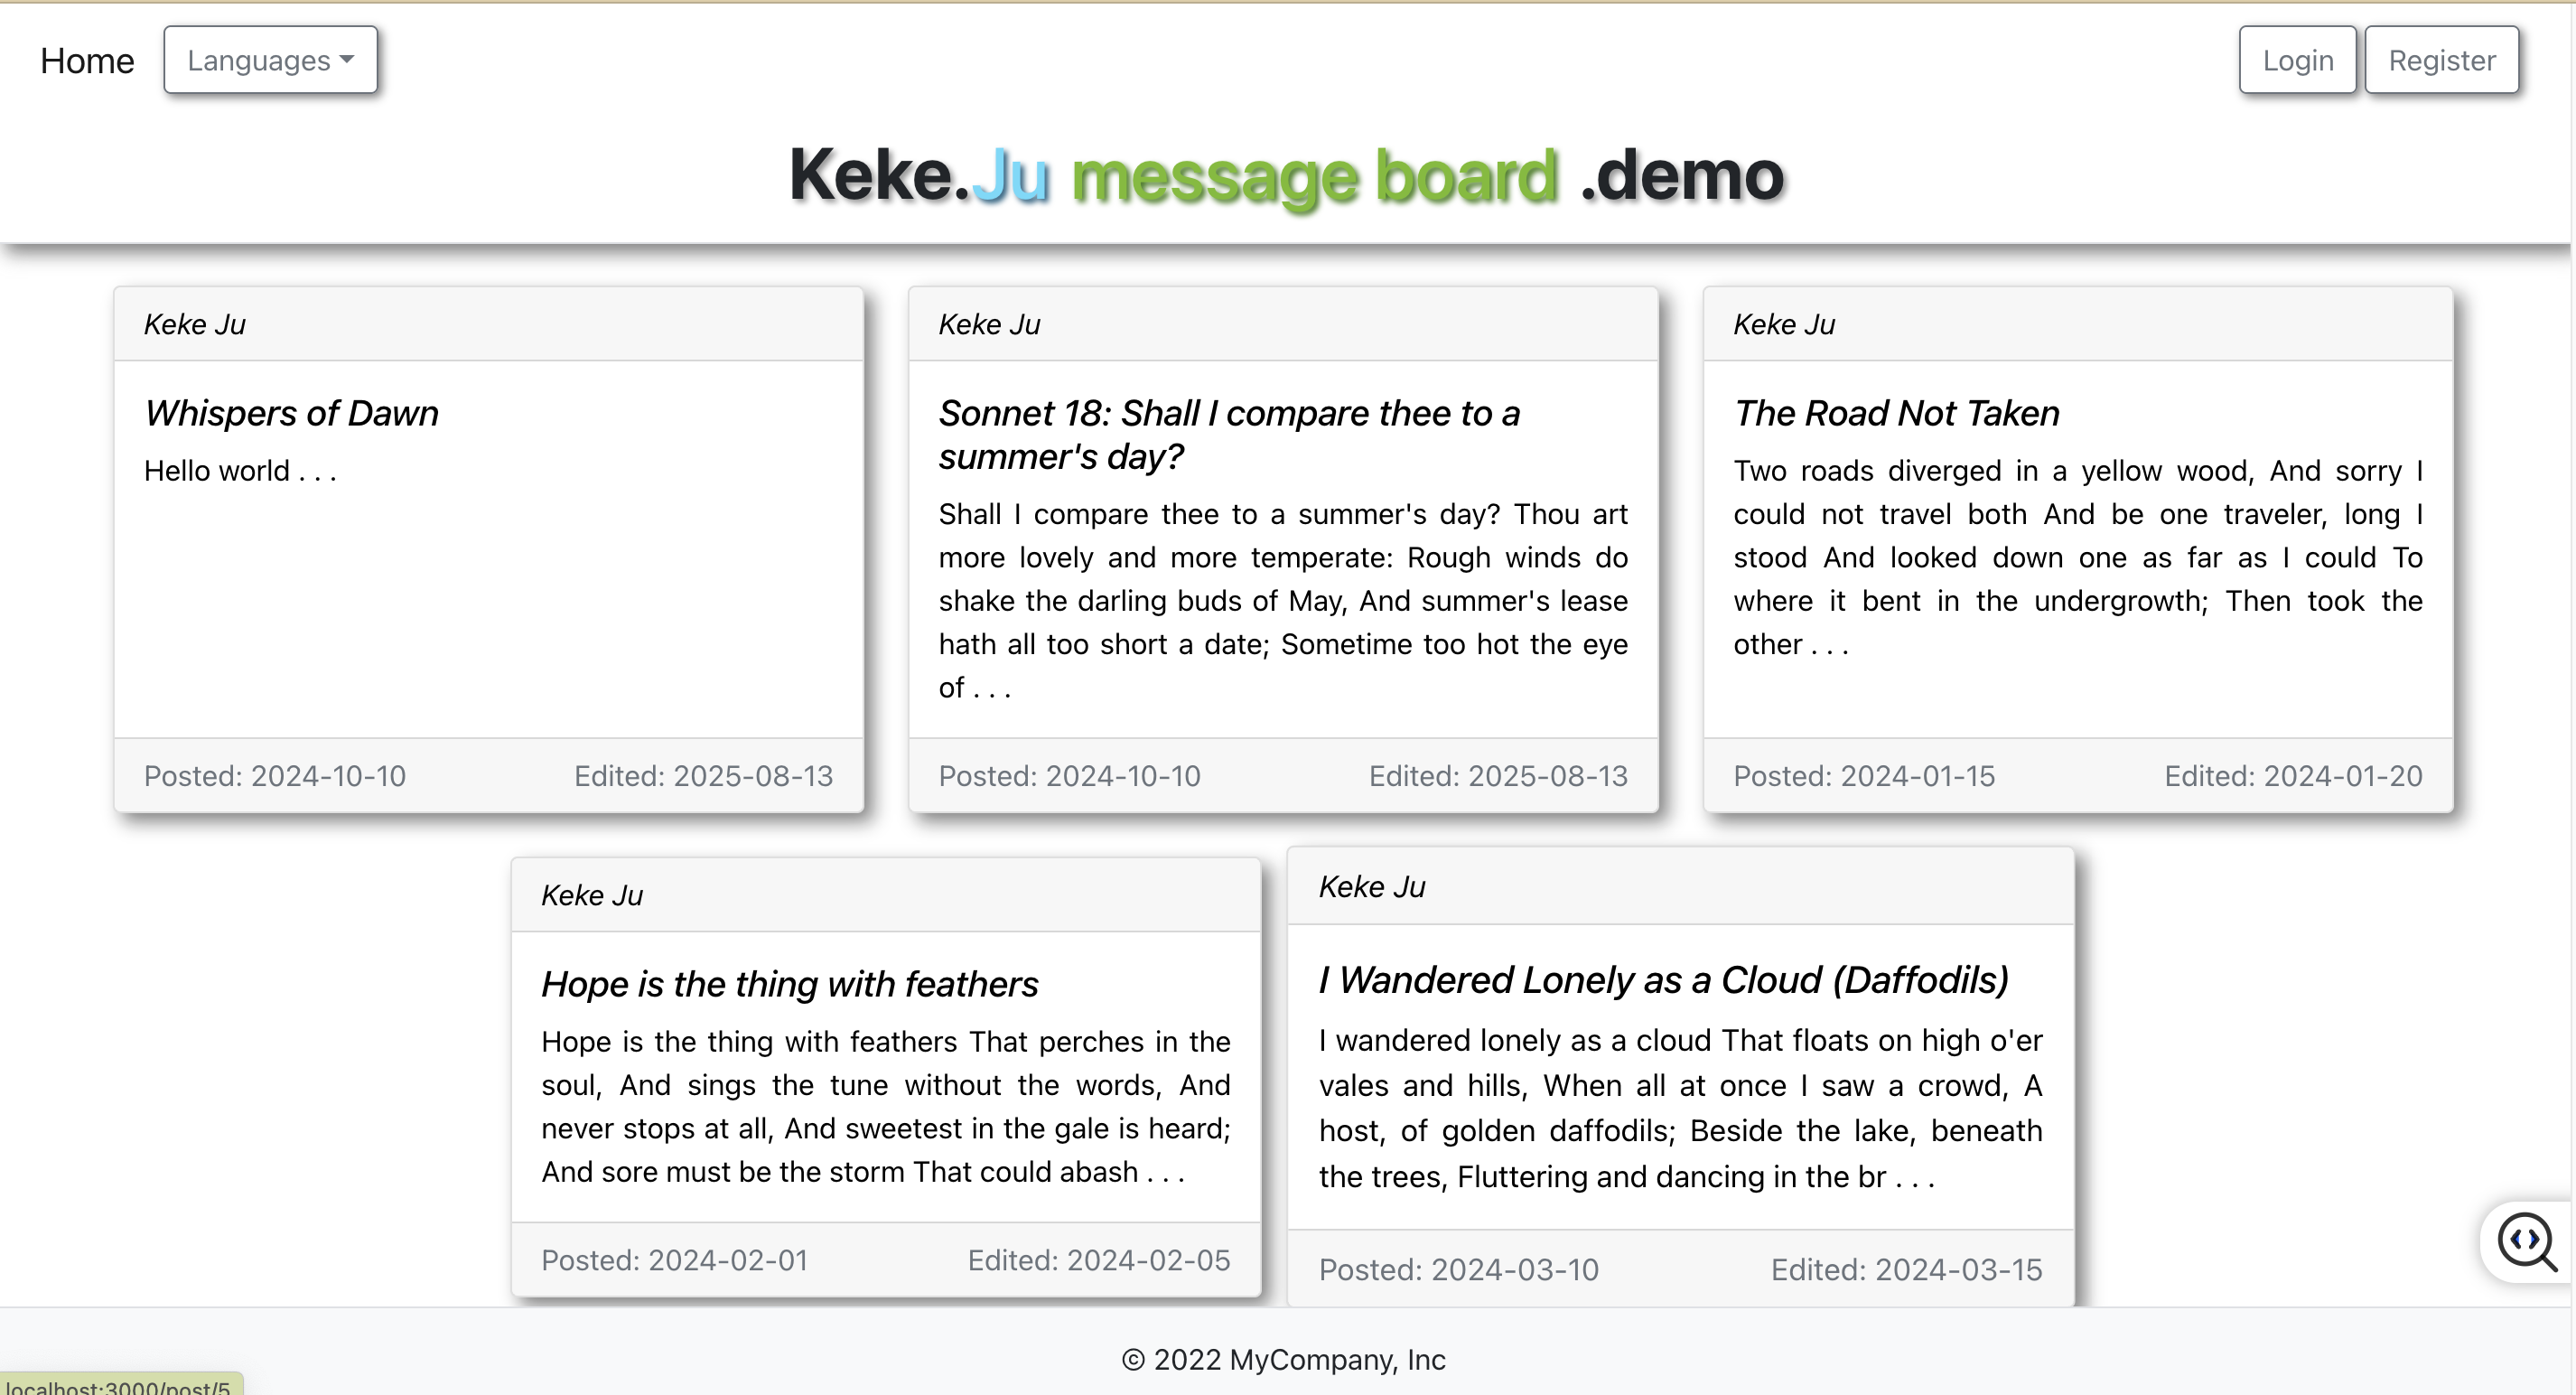 Home Languages Login Register
Keke.Ju message board .demo
Keke Ju
Whispers of Dawn
Hello world . . .
Posted: 2024-10-10 Edited: 2025-08-13
Keke Ju
Sonnet 18: Shall I compare thee to a
summer's day?
Shall I compare thee to a summer's day? Thou art
more lovely and more temperate: Rough winds do
shake the darling buds of May, And summer's lease
hath all too short a date; Sometime too hot the eye
of . . .
Posted: 2024-10-10 Edited: 2025-08-13
Keke Ju
The Road Not Taken
Two roads diverged in a yellow wood, And sorry I
could not travel both And be one traveler, long I
stood And looked down one as far as I could To
where it bent in the undergrowth; Then took the
other . . .
Posted: 2024-01-15 Edited: 2024-01-20
Keke Ju
Hope is the thing with feathers
Hope is the thing with feathers That perches in the
soul, And sings the tune without the words, And
never stops at all, And sweetest in the gale is heard;
And sore must be the storm That could abash . . .
Posted: 2024-02-01 Edited: 2024-02-05
Keke Ju
I Wandered Lonely as a Cloud (Daffodils)
I wandered lonely as a cloud That floats on high o'er
vales and hills, When all at once I saw a crowd, A
host, of golden daffodils; Beside the lake, beneath
the trees, Fluttering and dancing in the br . . .
Posted: 2024-03-10 Edited: 2024-03-15
© 2022 MyCompany, Inc
localhost:3000/post/5